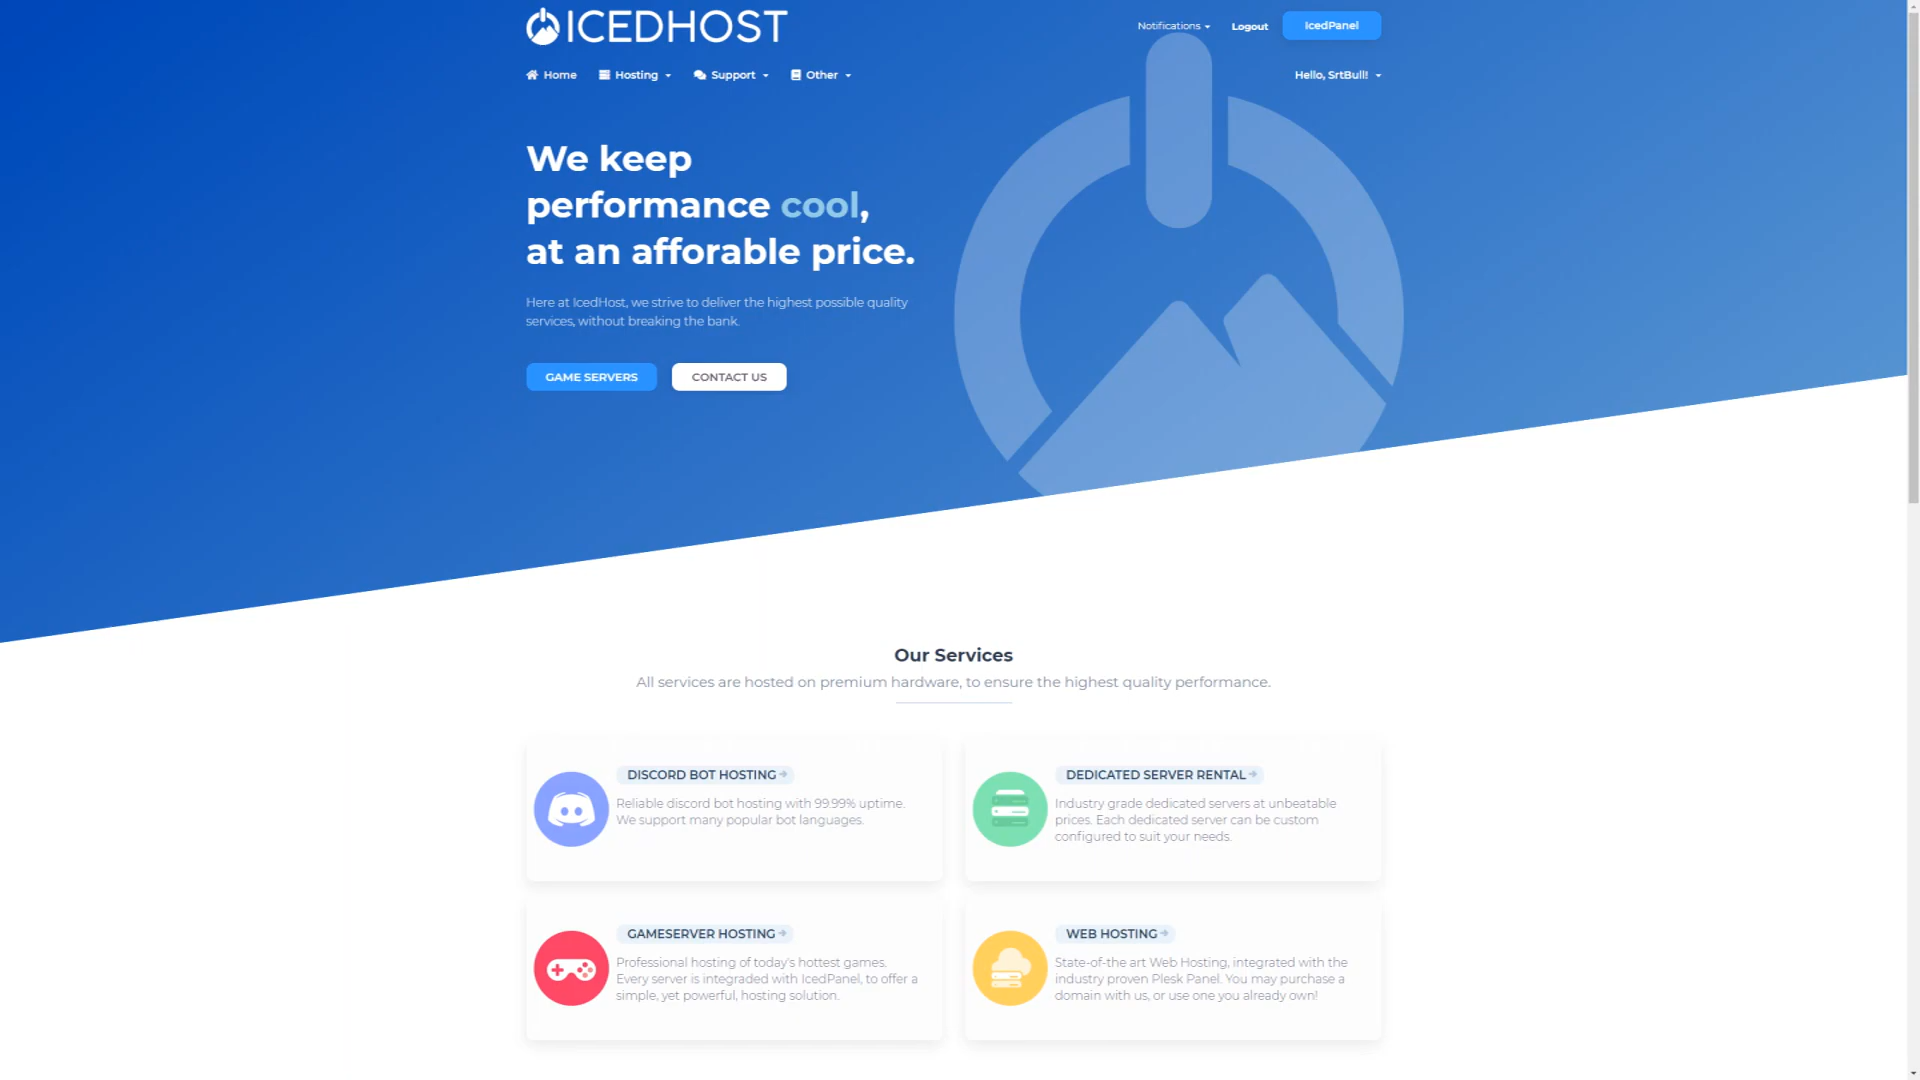 ICEDHOST
Notifications
Logout
IcedPanel
Home
Hosting
Support
Other
Hello, SrtBull!
We keep
performance cool,
at an afforable price.
Here at IcedHost, we strive to deliver the highest possible quality
services, without breaking the bank.
GAME SERVERS
CONTACT US
Our Services
All services are hosted on premium hardware, to ensure the highest quality performance.
DISCORD BOT HOSTING
Reliable discord bot hosting with 99.99% uptime.
We support many popular bot languages.
DEDICATED SERVER RENTAL
Industry grade dedicated servers at unbeatable
prices. Each dedicated server can be custom
configured to suit your needs.
GAMESERVER HOSTING
Professional hosting of today's hottest games.
Every server is integraded with IcedPanel, to offer a
simple, yet powerful, hosting solution.
WEB HOSTING
State-of-the art Web Hosting, integrated with the
industry proven Plesk Panel. You may purchase a
domain with us, or use one you already own!